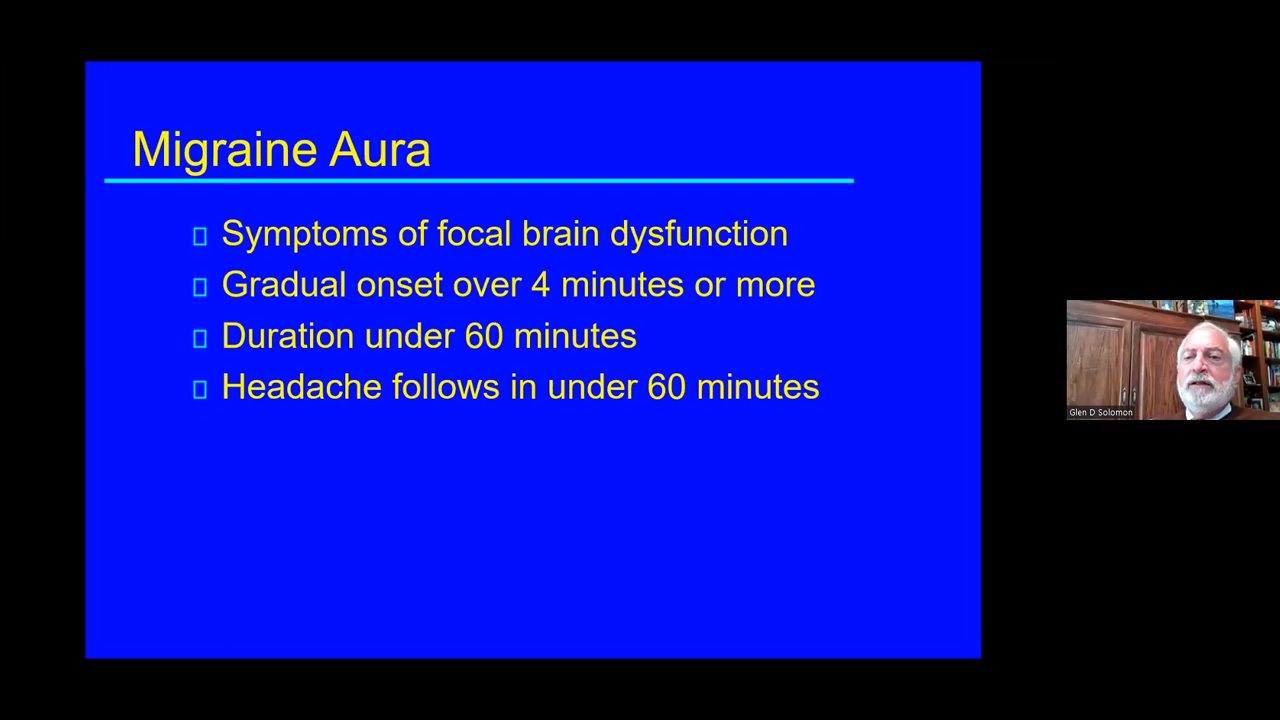 Migraine Aura
Symptoms of focal brain dysfunction
Gradual onset over 4 minutes or more
Duration under 60 minutes
Headache follows in under 60 minutes
Glen D Solomon